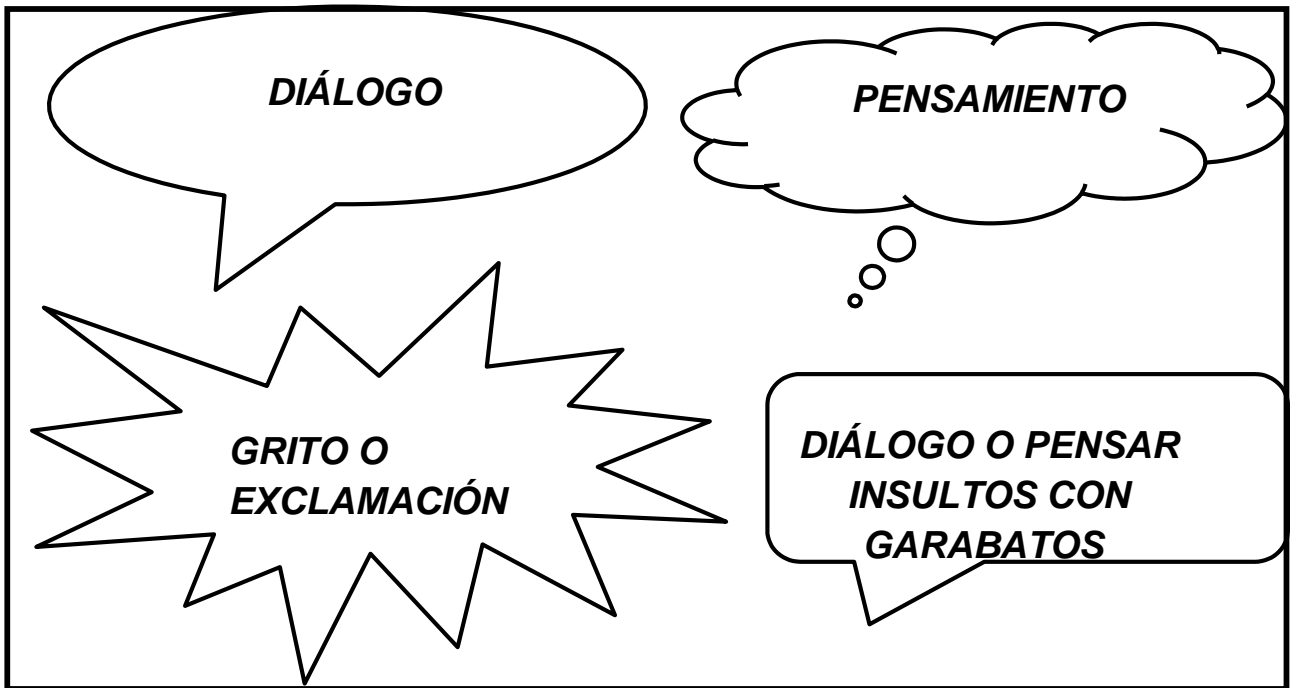 DIÁLOGO
PENSAMIENTO
GRITO O
EXCLAMACIÓN
DIÁLOGO O PENSAR
INSULTOS CON
GARABATOS